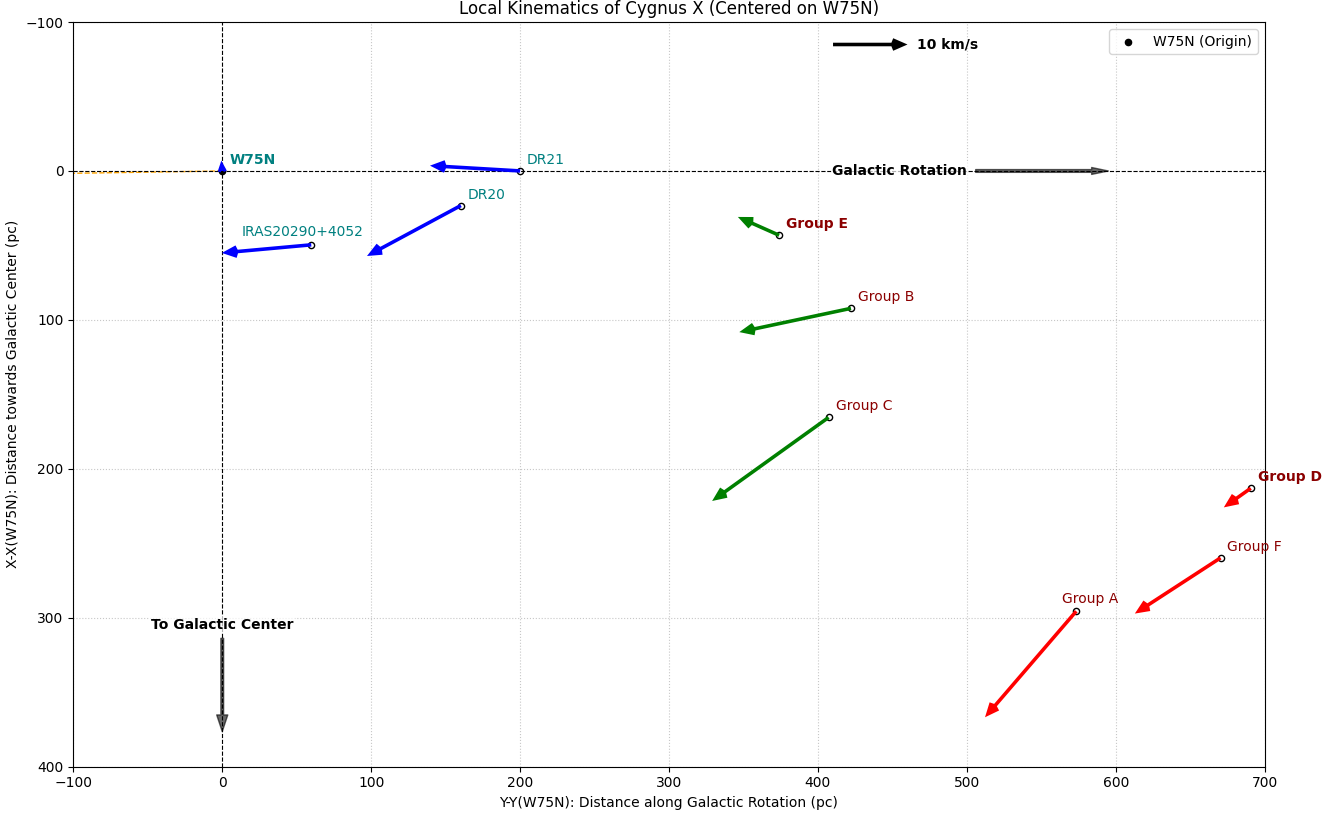 Local Kinematics of Cygnus X (Centered on W75N)
−100
10 km/s
W75N (Origin)
W75N
DR21
0
Galactic Rotation
DR20
Group E
IRAS20290+4052
Group B
100
Group C
200
Group D
Group F
Group A
300
To Galactic Center
400
−100
0
100
200
300
400
500
600
700
Y-Y(W75N): Distance along Galactic Rotation (pc)
X-X(W75N): Distance towards Galactic Center (pc)